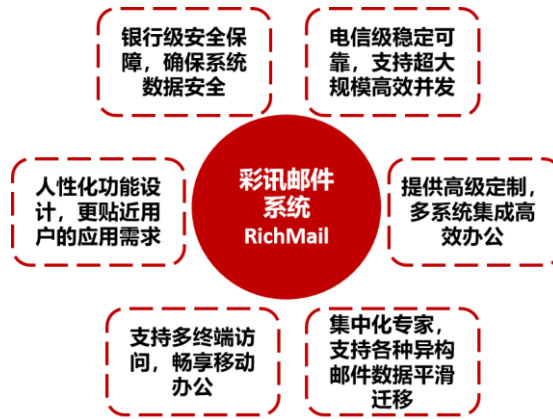 银行级安全保
障，确保系统
数据安全
电信级稳定可
靠，支持超大
规模高效并发
人性化功能设
计，更贴近用
户的应用需求
彩讯邮件
系统
RichMail
提供高级定制，
多系统集成高
效办公
支持多终端访
问，畅享移动
办公
集中化专家，
支持各种异构
邮件数据平滑
迁移